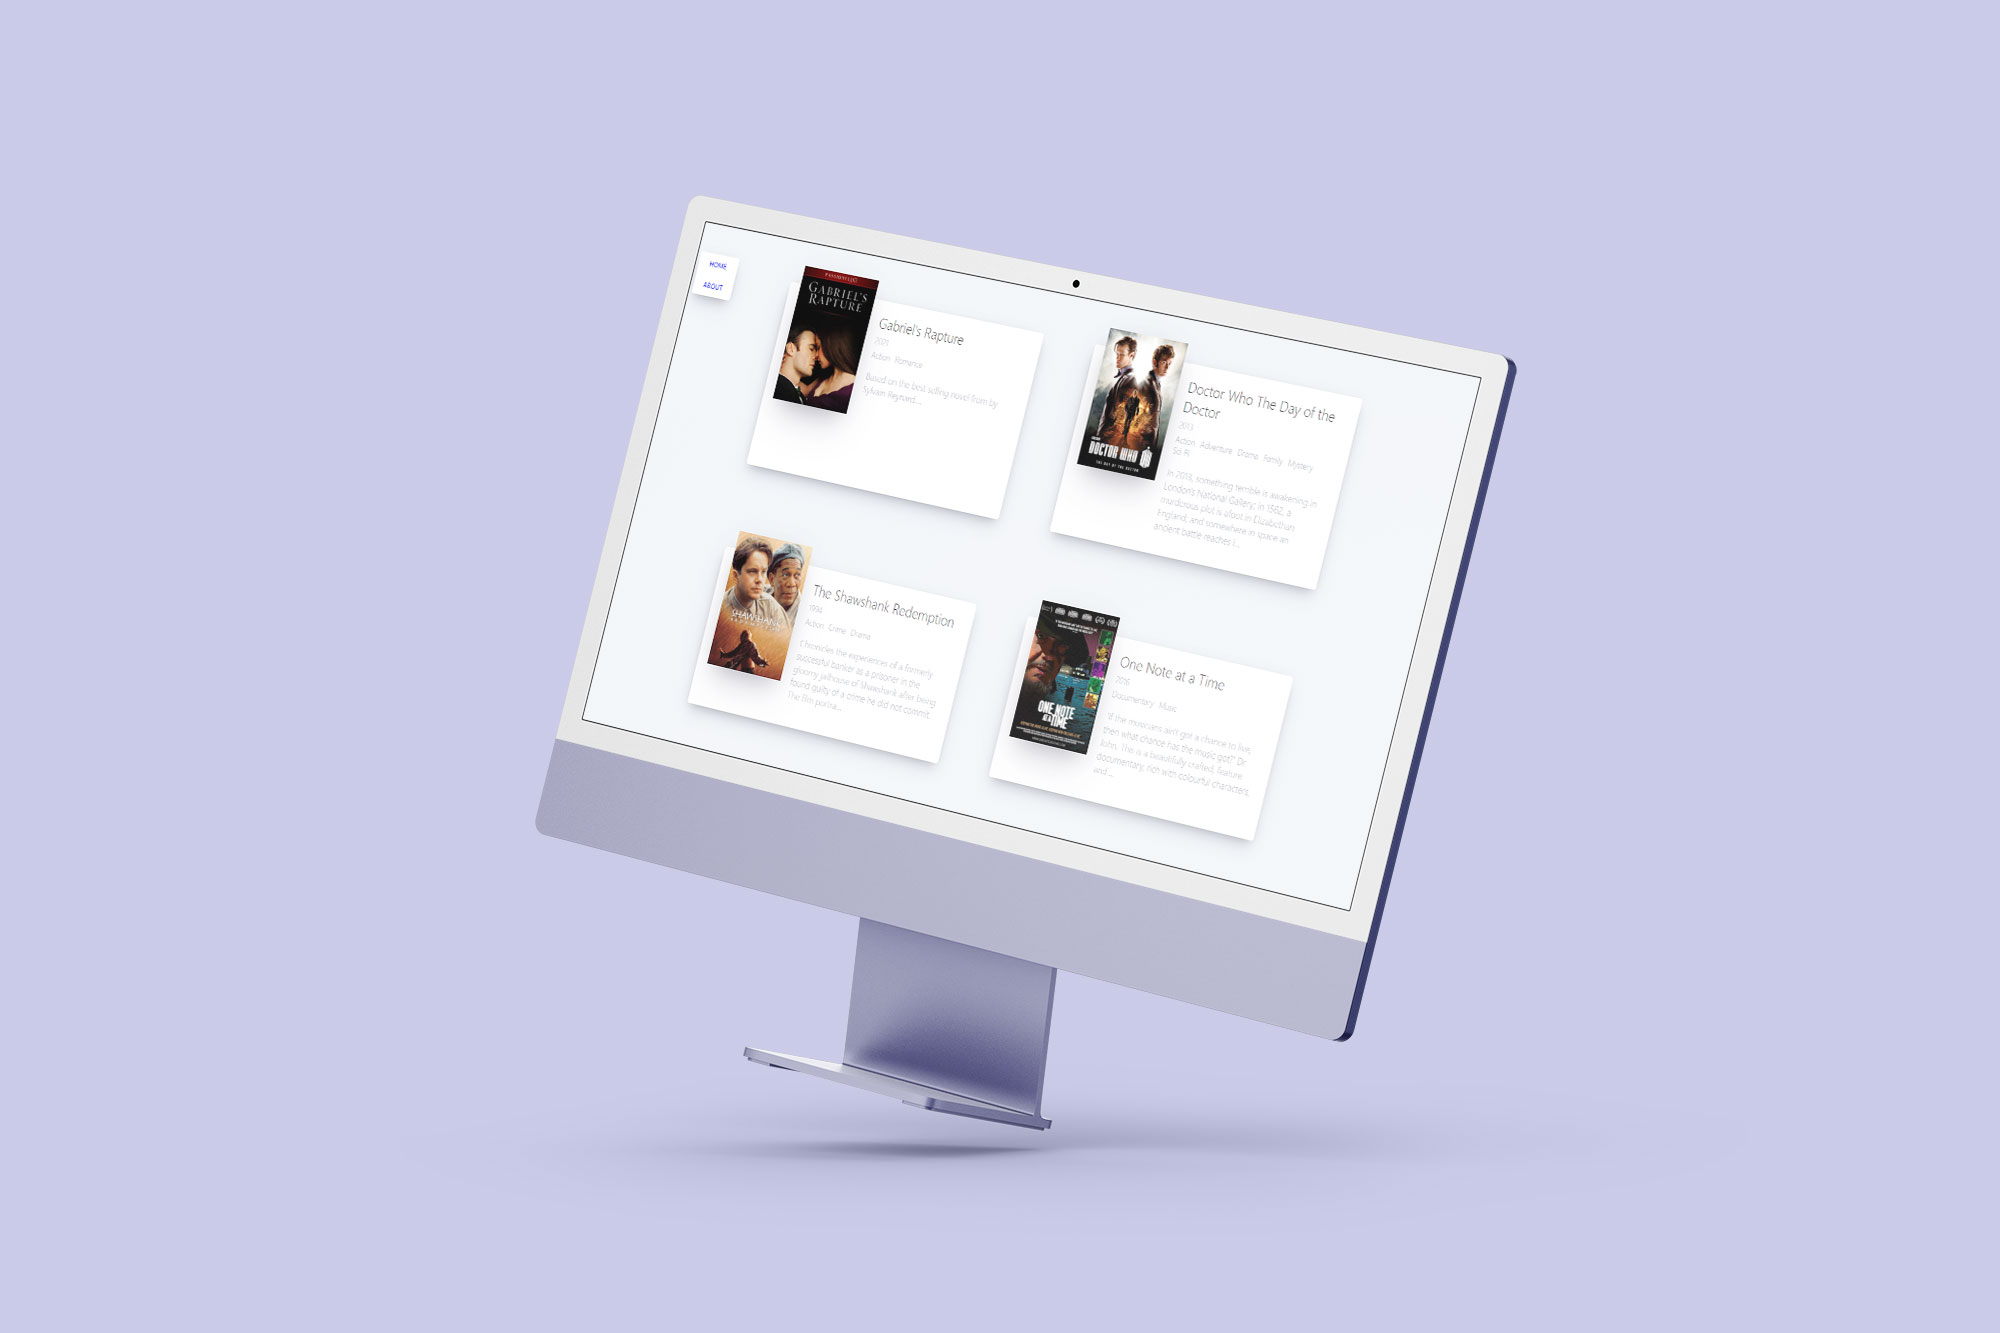 HOME
ABOUT
PASSIONFLIX
GABRIEL'S
RAPTURE
Gabriel's Rapture
2021
Action Romance
Based on the best selling novel from by
Sylvain Reynard...
DOCTOR WHO
THE DAY OF THE DOCTOR
Doctor Who The Day of the
Doctor
2013
Action Adventure Drama Family Mystery
Sci Fi
In 2013, something terrible is awakening in
London's National Gallery; in 1562, a
murderous plot is afoot in Elizabethan
England; and somewhere in space an
ancient battle reaches i...
SHAWSHANK
The Shawshank Redemption
1994
Action Crime Drama
Chronicles the experiences of a formerly
successful banker as a prisoner in the
gloomy jailhouse of Shawshank after being
found guilty of a crime he did not commit.
The film portra...
ONE NOTE
AT A TIME
One Note at a Time
2016
Documentary Music
'If the musicians ain't got a chance to live,
then what chance has the music got?' Dr
John. This is a beautifully crafted, feature
documentary; rich with colourful characters,
and ...